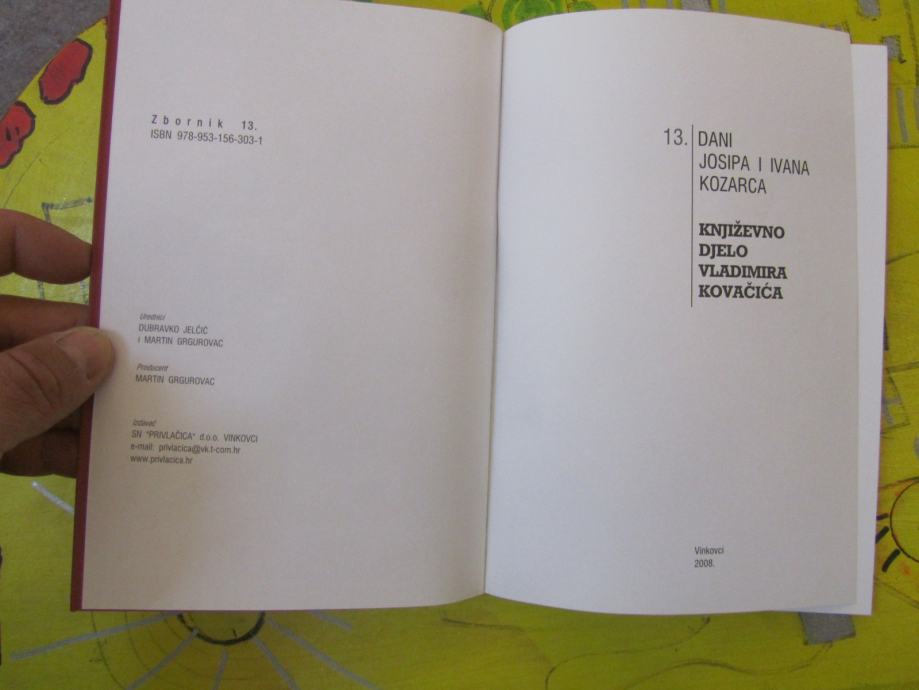 Zbornik 13.
ISBN 978-953-156-303-1
Urednici
DUBRAVKO JELČIĆ
i MARTIN GRGUROVAC
Producent
MARTIN GRGUROVAC
Izdavač
SN "PRIVLAČICA" d.o.o. VINKOVCI
e-mail: privlacica@vk.t-com.hr
www.privlacica.hr
13. DANI
JOSIPA I IVANA
KOZARCA
KNJIŽEVNO
DJELO
VLADIMIRA
KOVAČIĆA
Vinkovci
2008.